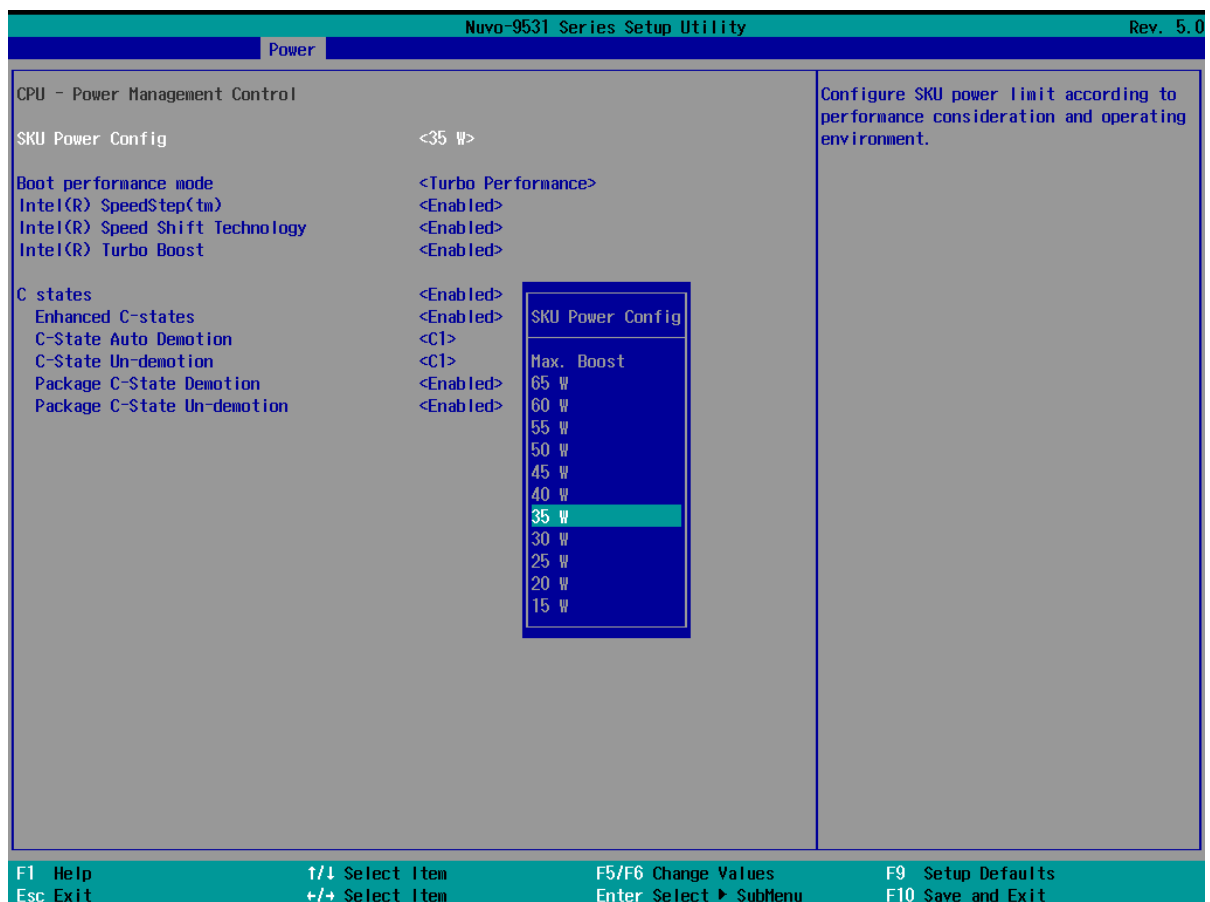 Nuvo-9531 Series Setup Utility Rev. 5.0
Power
CPU - Power Management Control
SKU Power Config <35 W>
Boot performance mode <Turbo Performance>
Intel(R) SpeedStep(tm) <Enabled>
Intel(R) Speed Shift Technology <Enabled>
Intel(R) Turbo Boost <Enabled>
C states <Enabled>
Enhanced C-states <Enabled>
C-State Auto Demotion <C1>
C-State Un-demotion <C1>
Package C-State Demotion <Enabled>
Package C-State Un-demotion <Enabled>
SKU Power Config
Max. Boost
65 W
60 W
55 W
50 W
45 W
40 W
35 W
30 W
25 W
20 W
15 W
Configure SKU power limit according to
performance consideration and operating
environment.
F1 Help ↑/↓ Select Item F5/F6 Change Values F9 Setup Defaults
Esc Exit ←/→ Select Item Enter Select ▶ SubMenu F10 Save and Exit